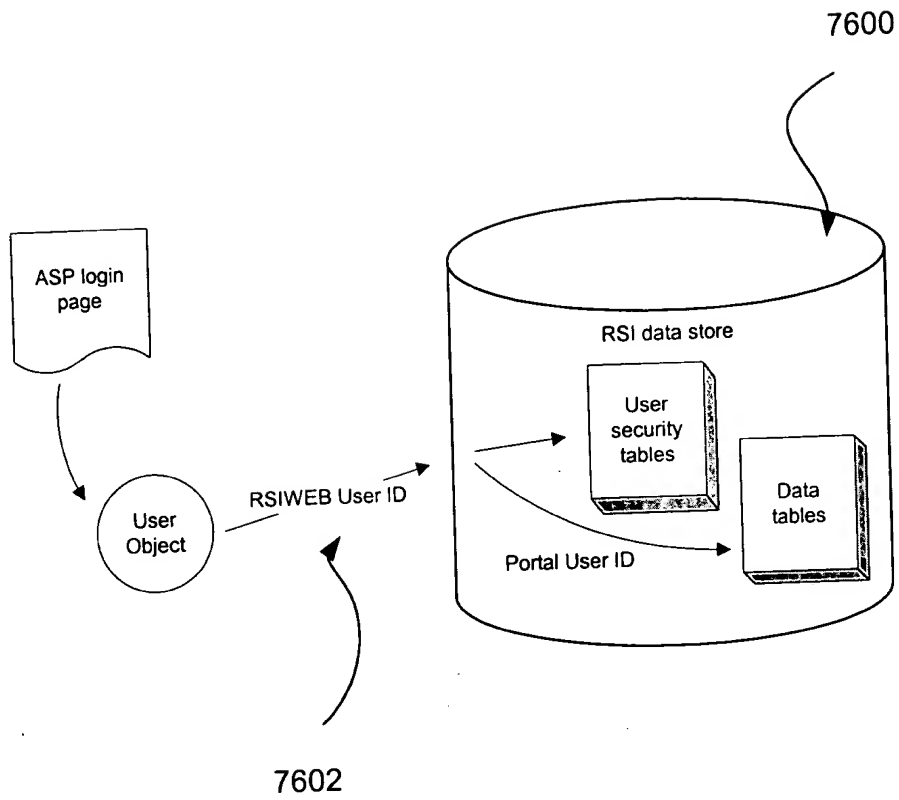 7600
ASP login
page
RSI data store
User
security
tables
RSIWEB User ID
User
Object
Data
tables
Portal User ID
7602